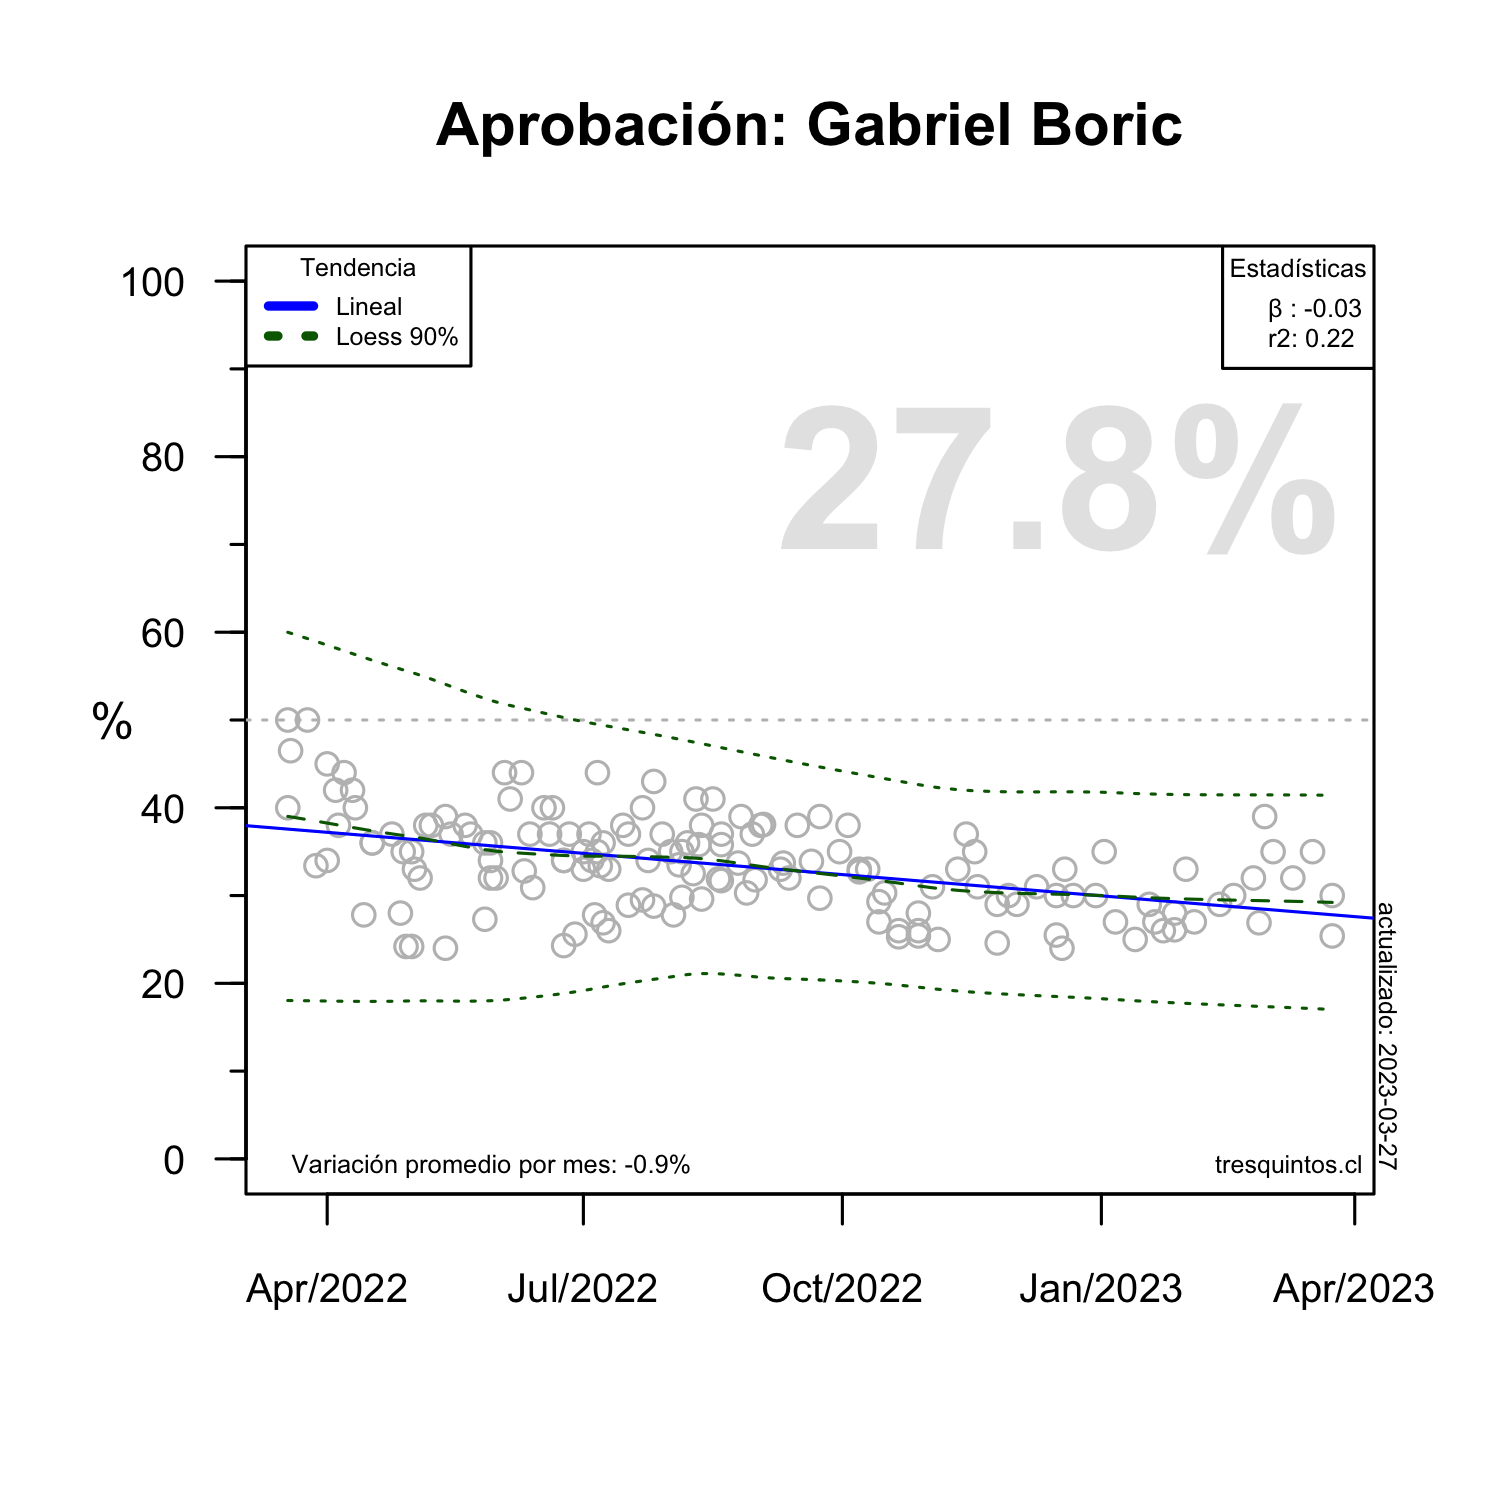 Aprobación: Gabriel Boric
Tendencia
Lineal
Loess 90%
Estadísticas
β : -0.03
r2: 0.22
27.8%
100
80
60
40
20
0
%
Variación promedio por mes: -0.9%
tresquintos.cl
actualizado: 2023-03-27
Apr/2022
Jul/2022
Oct/2022
Jan/2023
Apr/2023